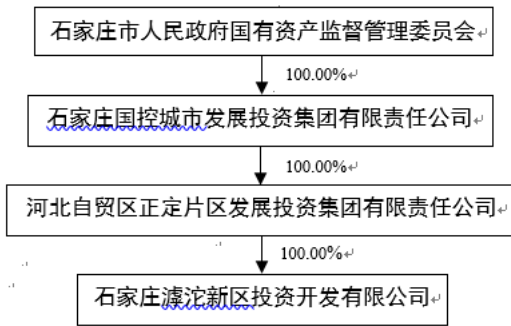 石家庄市人民政府国有资产监督管理委员会
100.00%
石家庄国控城市发展投资集团有限责任公司
100.00%
河北自贸区正定片区发展投资集团有限责任公司
100.00%
石家庄滹沱新区投资开发有限公司